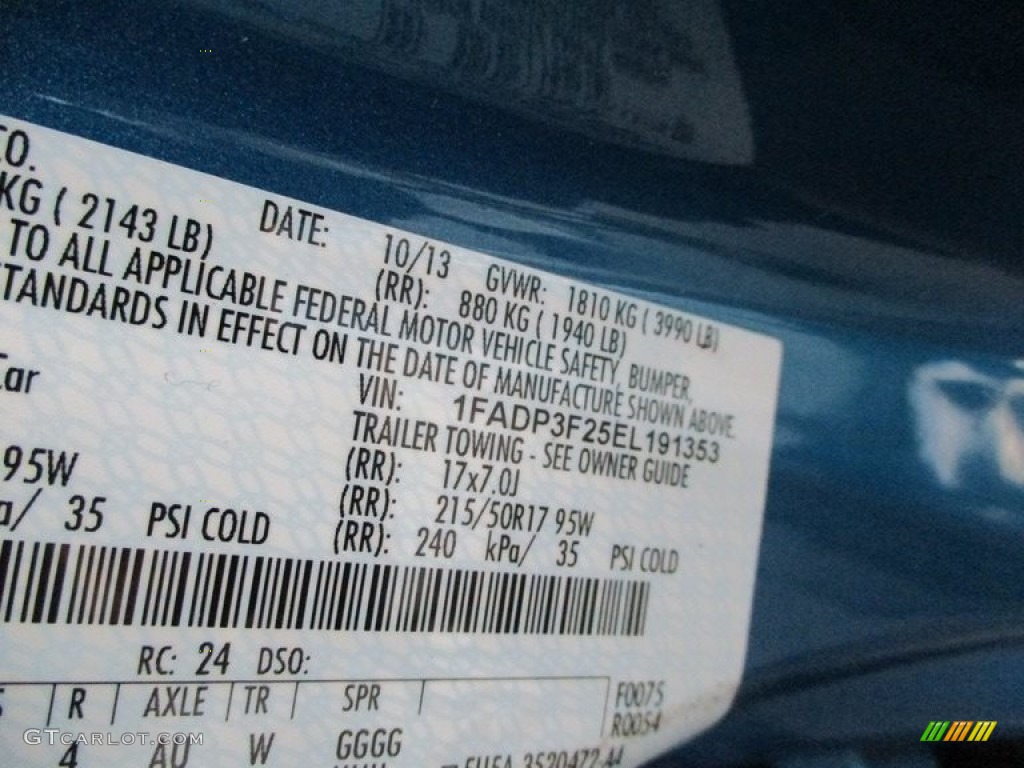 CO.
KG ( 2143 LB) DATE: 10/13 GVWR: 1810 KG ( 3990 LB)
(RR): 880 KG ( 1940 LB)
TO ALL APPLICABLE FEDERAL MOTOR VEHICLE SAFETY, BUMPER,
STANDARDS IN EFFECT ON THE DATE OF MANUFACTURE SHOWN ABOVE.
VIN: 1FADP3F25EL191353
Car TRAILER TOWING - SEE OWNER GUIDE
(RR): 17x7.0J
95W (RR): 215/50R17 95W
a/ 35 PSI COLD (RR): 240 kPa/ 35 PSI COLD
RC: 24 DSO:
S R AXLE TR SPR F0075
R0054
4 AU W GGGG
GTCARLOT.COM